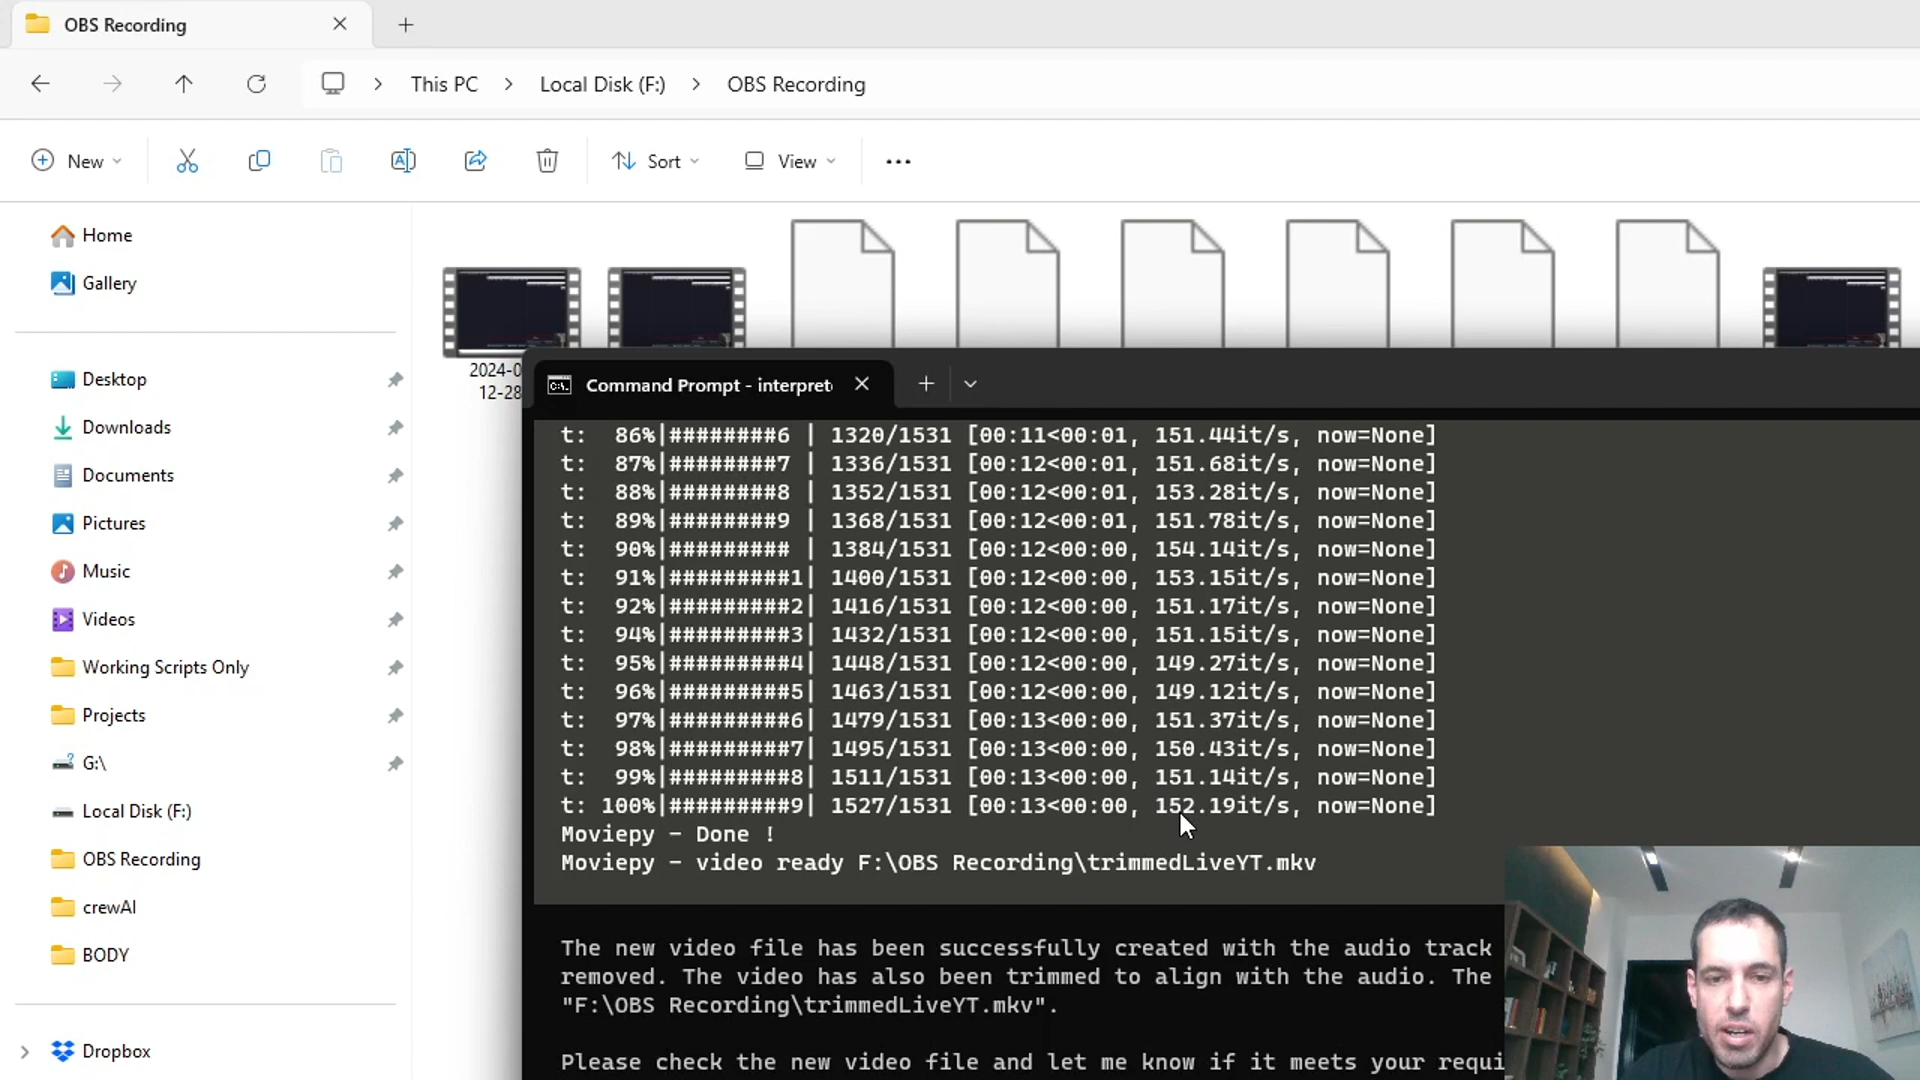 OBS Recording
This PC > Local Disk (F:) > OBS Recording
New Sort View
Home
Gallery
Desktop
Downloads
Documents
Pictures
Music
Videos
Working Scripts Only
Projects
G:\
Local Disk (F:)
OBS Recording
crewAI
BODY
Dropbox
2024-0
12-28
Command Prompt - interpret
t:  86%|########6 | 1320/1531 [00:11<00:01, 151.44it/s, now=None]
t:  87%|########7 | 1336/1531 [00:12<00:01, 151.68it/s, now=None]
t:  88%|########8 | 1352/1531 [00:12<00:01, 153.28it/s, now=None]
t:  89%|########9 | 1368/1531 [00:12<00:01, 151.78it/s, now=None]
t:  90%|######### | 1384/1531 [00:12<00:00, 154.14it/s, now=None]
t:  91%|#########1| 1400/1531 [00:12<00:00, 153.15it/s, now=None]
t:  92%|#########2| 1416/1531 [00:12<00:00, 151.17it/s, now=None]
t:  94%|#########3| 1432/1531 [00:12<00:00, 151.15it/s, now=None]
t:  95%|#########4| 1448/1531 [00:12<00:00, 149.27it/s, now=None]
t:  96%|#########5| 1463/1531 [00:12<00:00, 149.12it/s, now=None]
t:  97%|#########6| 1479/1531 [00:13<00:00, 151.37it/s, now=None]
t:  98%|#########7| 1495/1531 [00:13<00:00, 150.43it/s, now=None]
t:  99%|#########8| 1511/1531 [00:13<00:00, 151.14it/s, now=None]
t: 100%|#########9| 1527/1531 [00:13<00:00, 152.19it/s, now=None]
Moviepy - Done !
Moviepy - video ready F:\OBS Recording\trimmedLiveYT.mkv
The new video file has been successfully created with the audio track
removed. The video has also been trimmed to align with the audio. The
"F:\OBS Recording\trimmedLiveYT.mkv".
Please check the new video file and let me know if it meets your requi